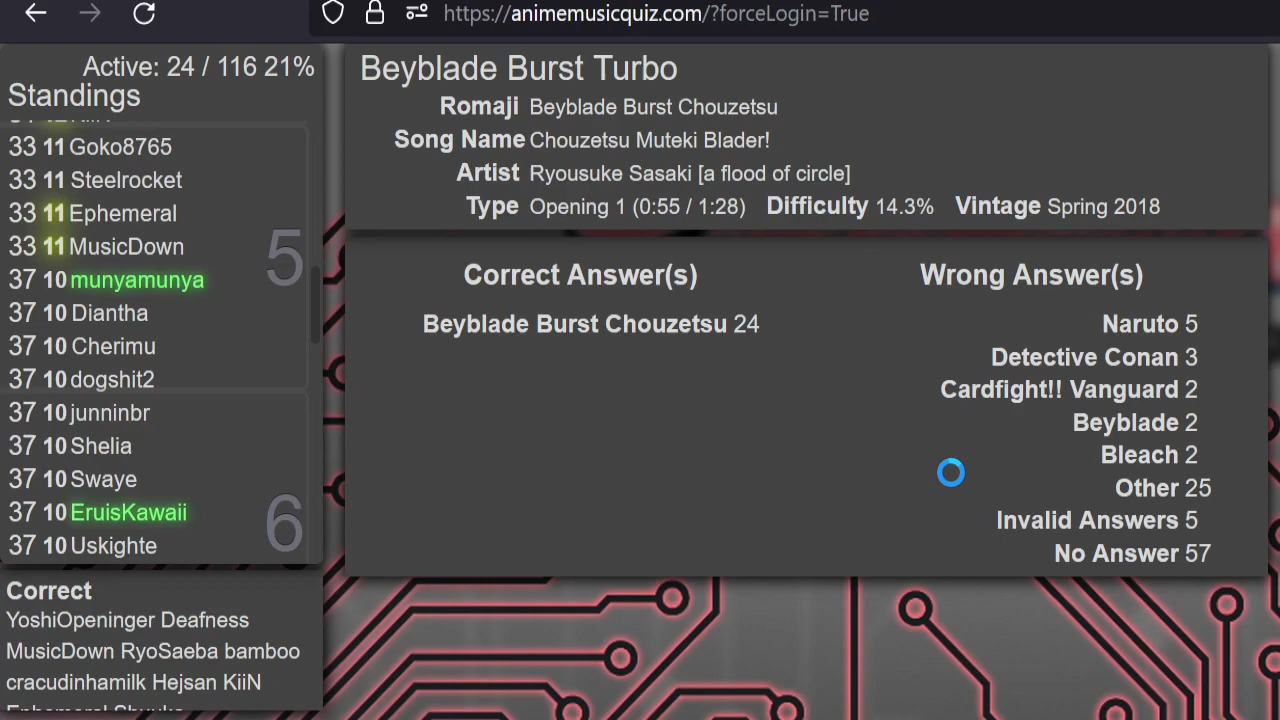 https://animemusicquiz.com/?forceLogin=True
Active: 24 / 116 21%
Standings
33 11 Goko8765
33 11 Steelrocket
33 11 Ephemeral
33 11 MusicDown
5
37 10 munyamunya
37 10 Diantha
37 10 Cherimu
37 10 dogshit2
37 10 junninbr
37 10 Shelia
37 10 Swaye
37 10 EruisKawaii
6
37 10 Uskighte
Correct
YoshiOpeninger Deafness
MusicDown RyoSaeba bamboo
cracudinhamilk Hejsan KiiN
Ephemeral Shuuka
Beyblade Burst Turbo
Romaji Beyblade Burst Chouzetsu
Song Name Chouzetsu Muteki Blader!
Artist Ryousuke Sasaki [a flood of circle]
Type Opening 1 (0:55 / 1:28) Difficulty 14.3% Vintage Spring 2018
Correct Answer(s)
Beyblade Burst Chouzetsu 24
Wrong Answer(s)
Naruto 5
Detective Conan 3
Cardfight!! Vanguard 2
Beyblade 2
Bleach 2
Other 25
Invalid Answers 5
No Answer 57